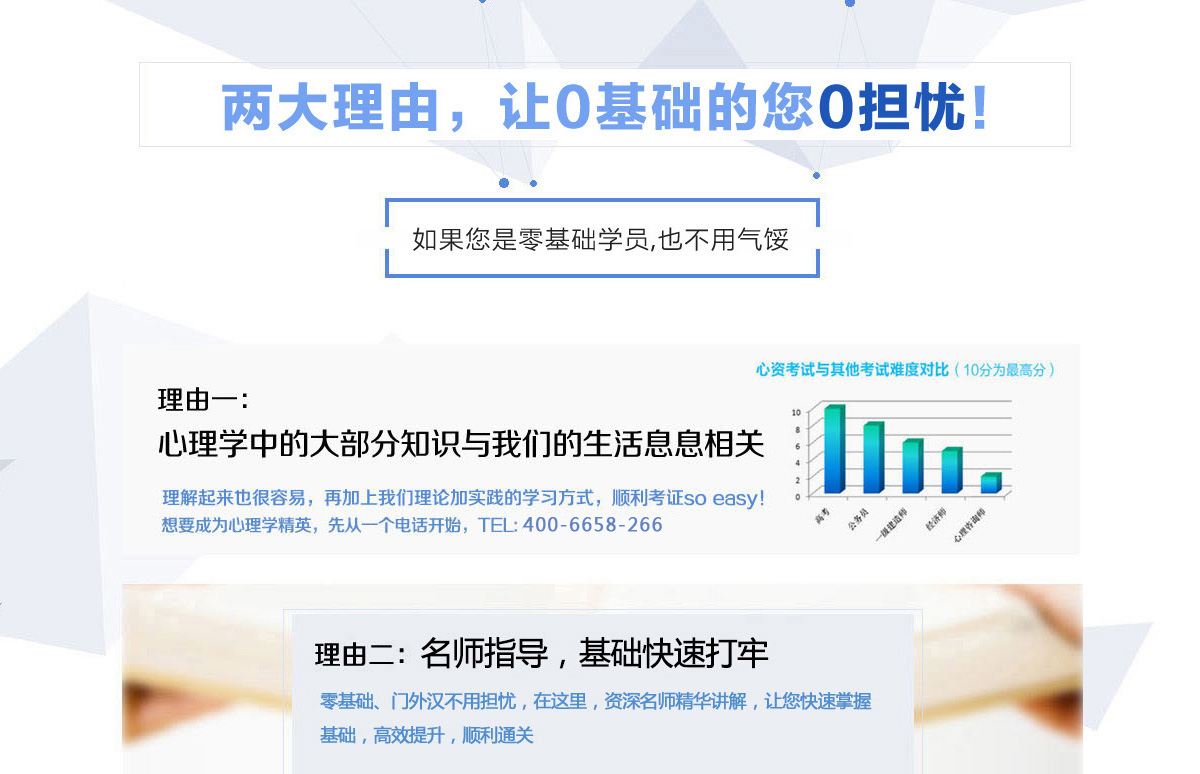 两大理由，让0基础的您0担忧！
如果您是零基础学员,也不用气馁
心资考试与其他考试难度对比（10分为最高分）
理由一：
心理学中的大部分知识与我们的生活息息相关
理解起来也很容易，再加上我们理论加实践的学习方式，顺利考证so easy!
想要成为心理学精英，先从一个电话开始，TEL: 400-6658-266
10
8
6
4
2
0
高考
公务员
一级建造师
经济师
心理咨询师
理由二：名师指导，基础快速打牢
零基础、门外汉不用担忧，在这里，资深名师精华讲解，让您快速掌握
基础，高效提升，顺利通关